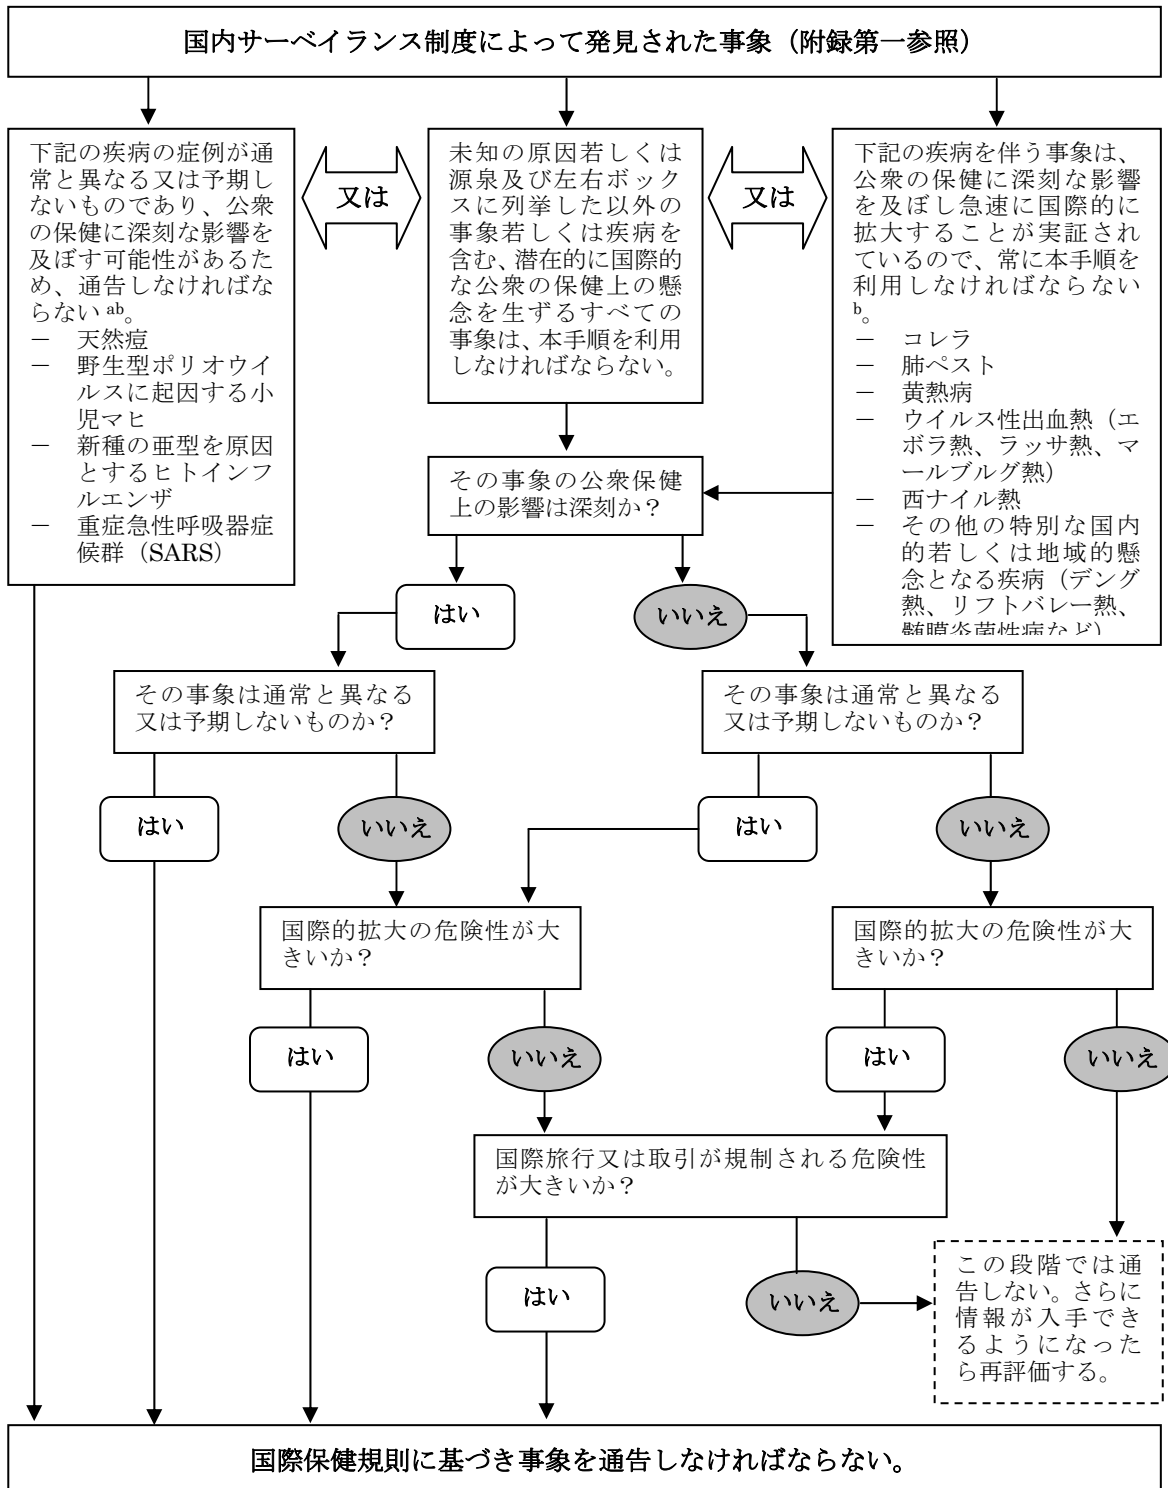 国内サーベイランス制度によって発見された事象（附録第一参照）
下記の疾病の症例が通
常と異なる又は予期し
ないものであり、公衆
の保健に深刻な影響を
及ぼす可能性があるた
め、通告しなければな
らない ab。
－ 天然痘
－ 野生型ポリオウイ
ルスに起因する小
児マヒ
－ 新種の亜型を原因
とするヒトインフ
ルエンザ
－ 重症急性呼吸器症
候群（SARS）
又は
未知の原因若しくは
源泉及び左右ボック
スに列挙した以外の
事象若しくは疾病を
含む、潜在的に国際的
な公衆の保健上の懸
念を生ずるすべての
事象は、本手順を利用
しなければならない。
又は
下記の疾病を伴う事象は、
公衆の保健に深刻な影響
を及ぼし急速に国際的に
拡大することが実証され
ているので、常に本手順を
利用しなければならない
b。
－ コレラ
－ 肺ペスト
－ 黄熱病
－ ウイルス性出血熱（エ
ボラ熱、ラッサ熱、マ
ールブルグ熱）
－ 西ナイル熱
－ その他の特別な国内
的若しくは地域的懸
念となる疾病（デング
熱、リフトバレー熱、
髄膜炎菌性病など）
その事象の公衆保健
上の影響は深刻か？
はい
いいえ
その事象は通常と異なる
又は予期しないものか？
その事象は通常と異なる
又は予期しないものか？
はい
いいえ
はい
いいえ
国際的拡大の危険性が大
きいか？
国際的拡大の危険性が大
きいか？
はい
いいえ
はい
いいえ
国際旅行又は取引が規制される危険性
が大きいか？
はい
いいえ
この段階では通
告しない。さらに
情報が入手でき
るようになった
ら再評価する。
国際保健規則に基づき事象を通告しなければならない。